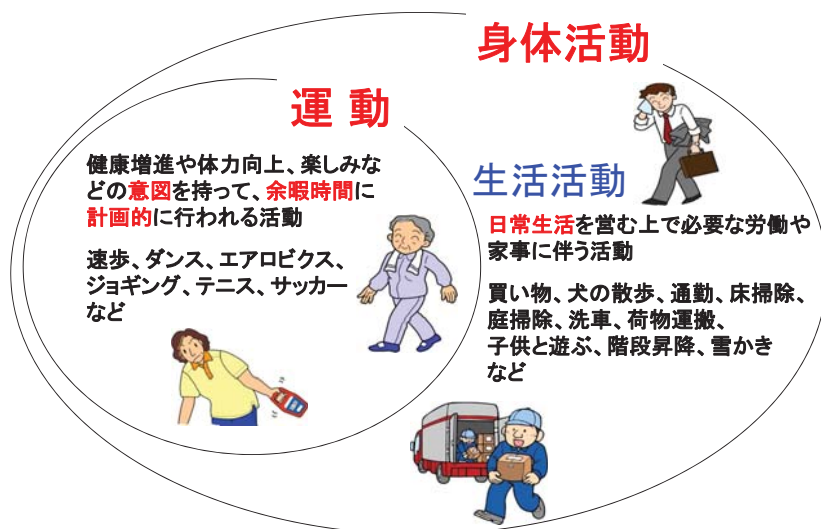 身体活動
運 動
健康増進や体力向上、楽しみな
どの意図を持って、余暇時間に
計画的に行われる活動
速歩、ダンス、エアロビクス、
ジョギング、テニス、サッカー
など
生活活動
日常生活を営む上で必要な労働や
家事に伴う活動
買い物、犬の散歩、通勤、床掃除、
庭掃除、洗車、荷物運搬、
子供と遊ぶ、階段昇降、雪かき
など